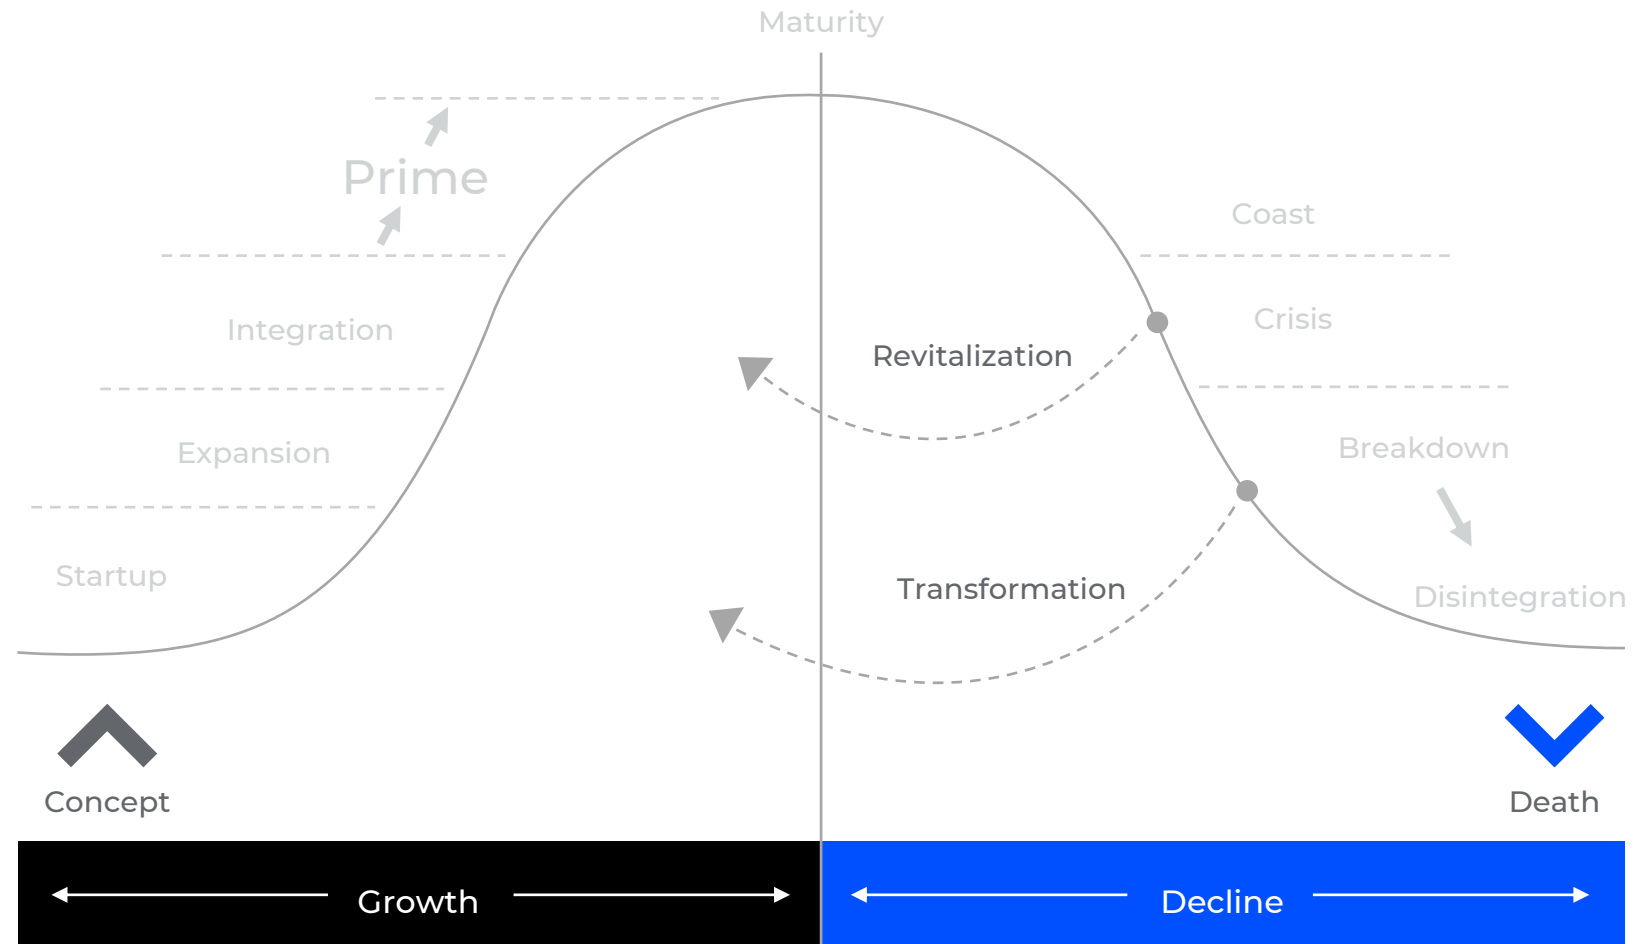 Maturity
Prime
Coast
Integration
Crisis
Revitalization
Expansion
Breakdown
Startup
Transformation
Disintegration
Concept
Death
Growth
Decline